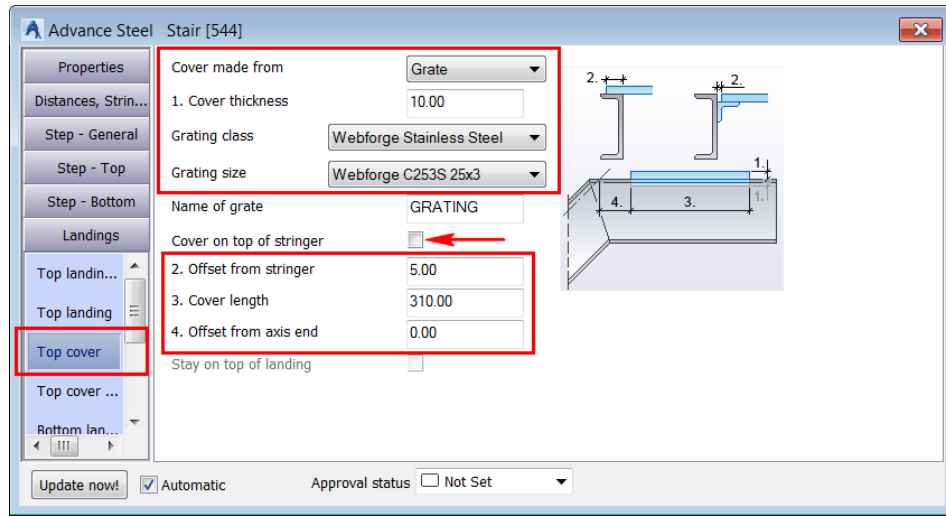 Advance Steel Stair [544]
Properties
Distances, Strin...
Step - General
Step - Top
Step - Bottom
Landings
Top landin...
Top landing
Top cover
Top cover ...
Bottom lan...
Cover made from Grate
1. Cover thickness 10.00
Grating class Webforge Stainless Steel
Grating size Webforge C253S 25x3
Name of grate GRATING
Cover on top of stringer
2. Offset from stringer 5.00
3. Cover length 310.00
4. Offset from axis end 0.00
Stay on top of landing
2. 2.
1.
4. 3. 1.
Update now! Automatic Approval status Not Set